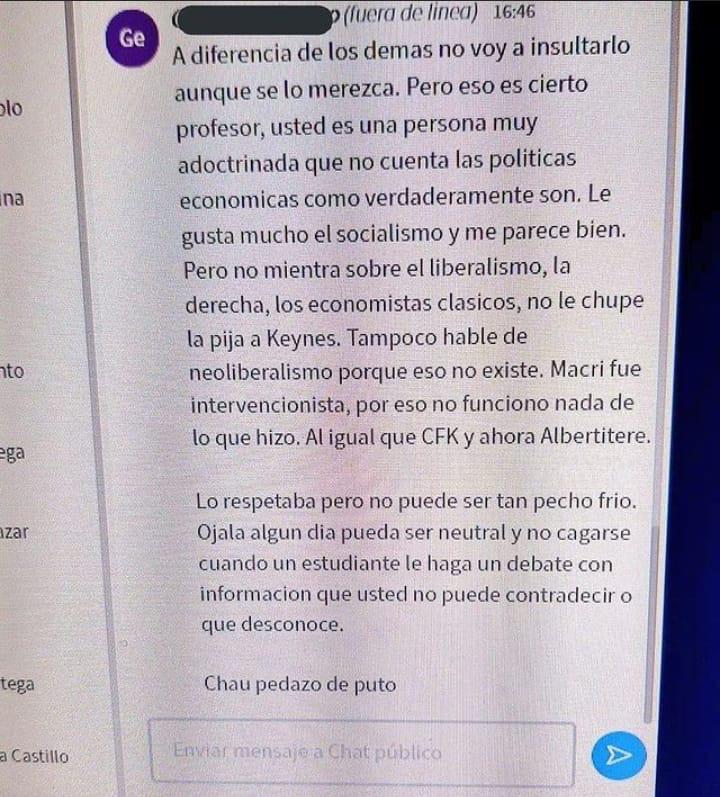 Ge
(fuera de linea) 16:46
A diferencia de los demas no voy a insultarlo
aunque se lo merezca. Pero eso es cierto
profesor, usted es una persona muy
adoctrinada que no cuenta las politicas
economicas como verdaderamente son. Le
gusta mucho el socialismo y me parece bien.
Pero no mientra sobre el liberalismo, la
derecha, los economistas clasicos, no le chupe
la pija a Keynes. Tampoco hable de
neoliberalismo porque eso no existe. Macri fue
intervencionista, por eso no funciono nada de
lo que hizo. Al igual que CFK y ahora Albertitere.
Lo respetaba pero no puede ser tan pecho frio.
Ojala algun dia pueda ser neutral y no cagarse
cuando un estudiante le haga un debate con
informacion que usted no puede contradecir o
que desconoce.
Chau pedazo de puto
Enviar mensaje a Chat público
olo
ina
nto
ega
azar
tega
a Castillo